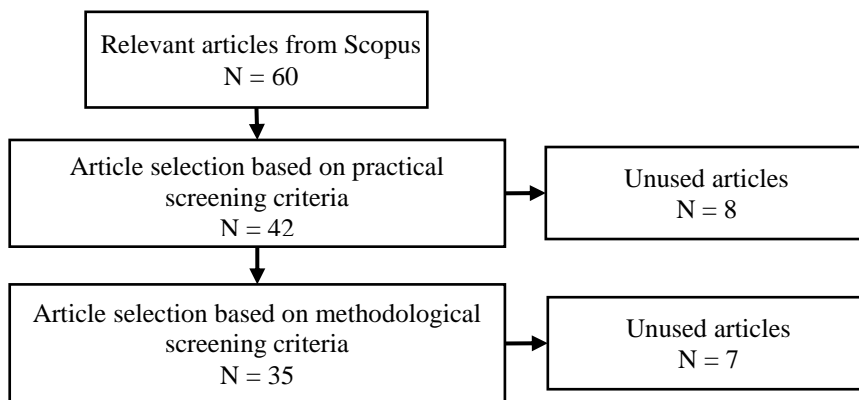 Relevant articles from Scopus
N = 60
Article selection based on practical
screening criteria
N = 42
Unused articles
N = 8
Article selection based on methodological
screening criteria
N = 35
Unused articles
N = 7